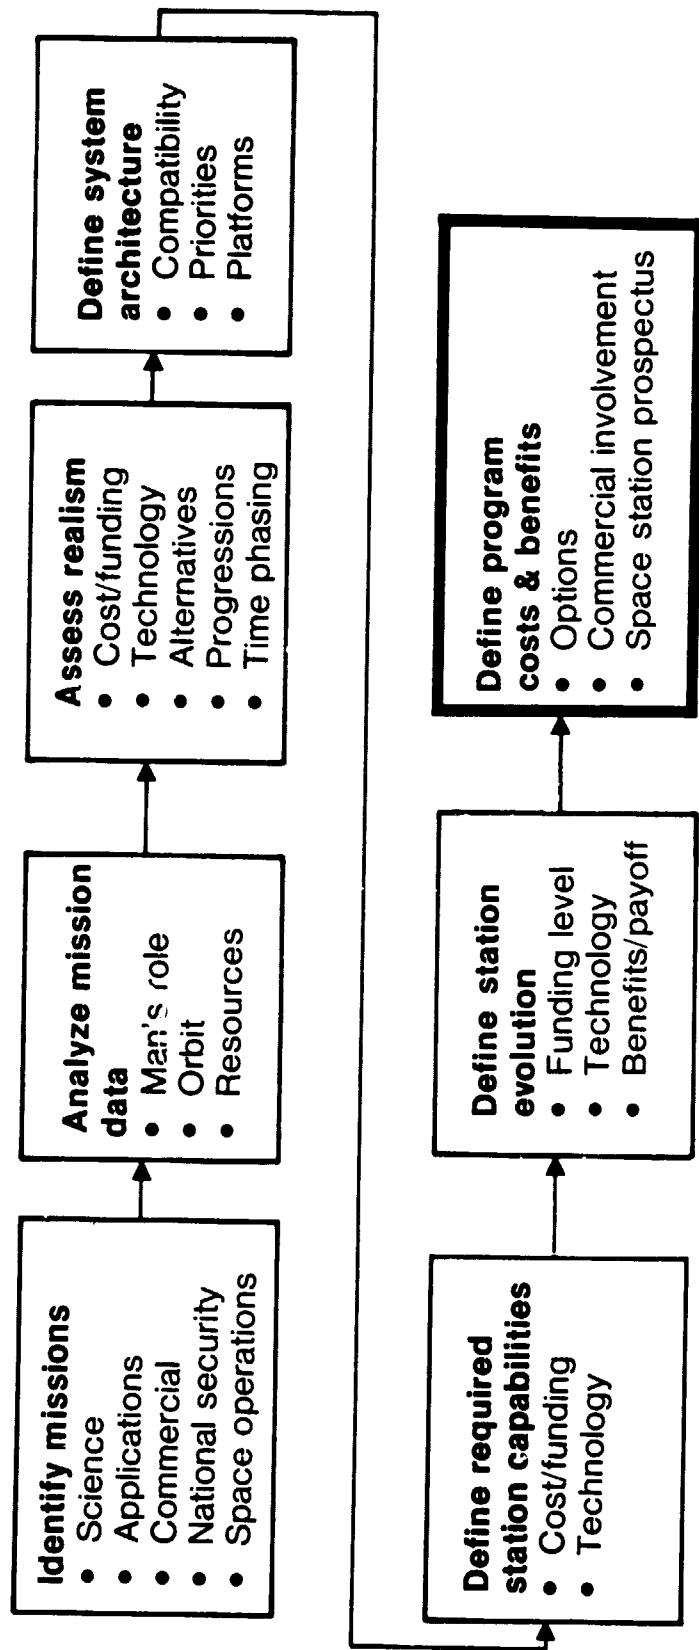 Identify missions
• Science
• Applications
• Commercial
• National security
• Space operations
Analyze mission
data
• Man's role
• Orbit
• Resources
Assess realism
• Cost/funding
• Technology
• Alternatives
• Progressions
• Time phasing
Define system
architecture
• Compatibility
• Priorities
• Platforms
Define required
station capabilities
• Cost/funding
• Technology
Define station
evolution
• Funding level
• Technology
• Benefits/payoff
Define program
costs & benefits
• Options
• Commercial involvement
• Space station prospectus